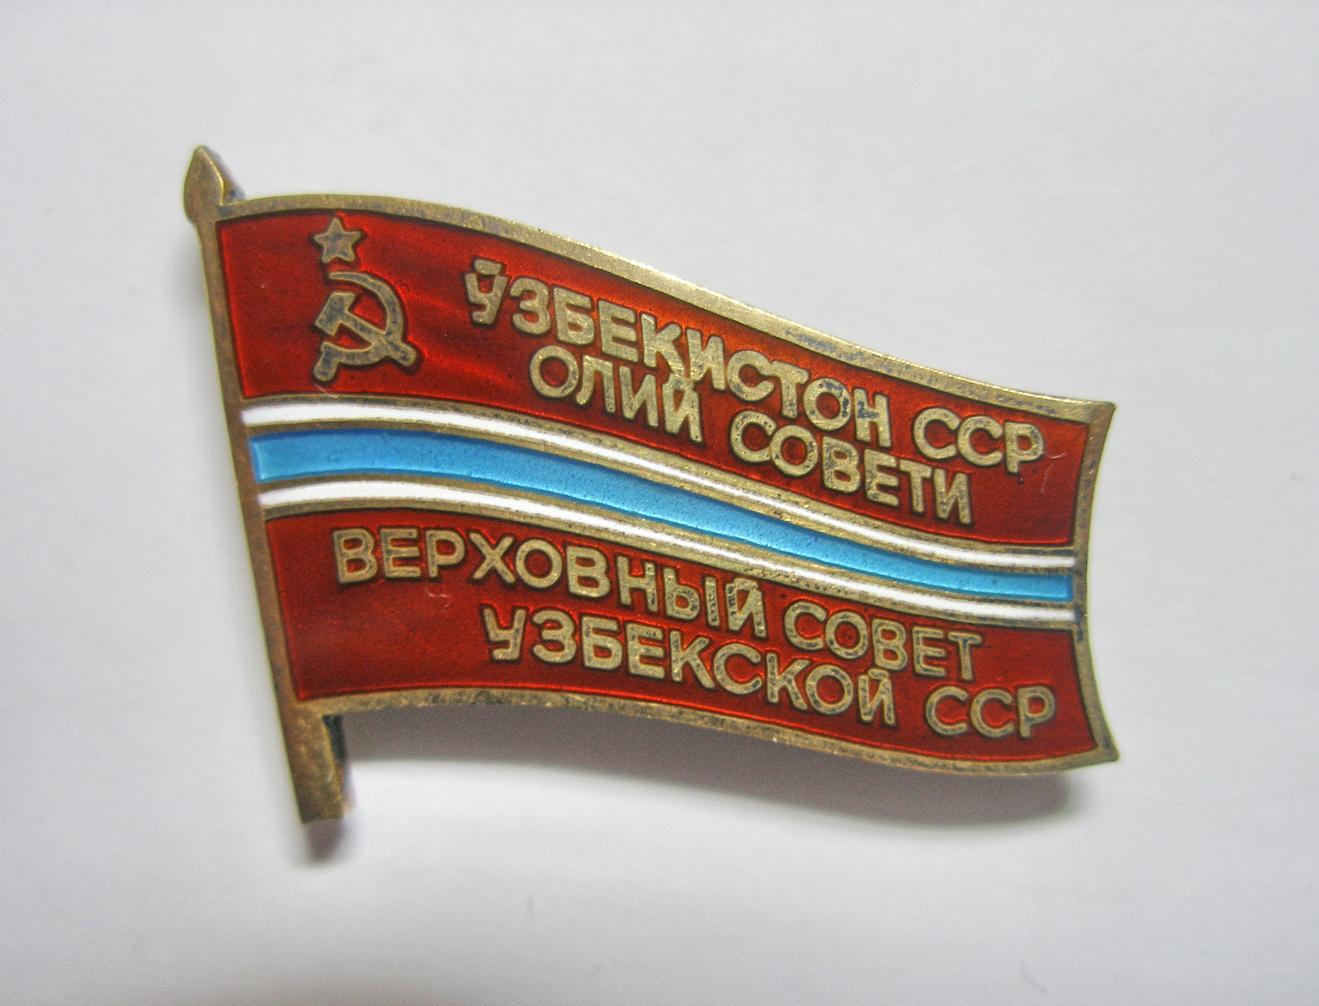 ЎЗБЕКИСТОН ССР
ОЛИЙ СОВЕТИ
ВЕРХОВНЫЙ СОВЕТ
УЗБЕКСКОЙ ССР